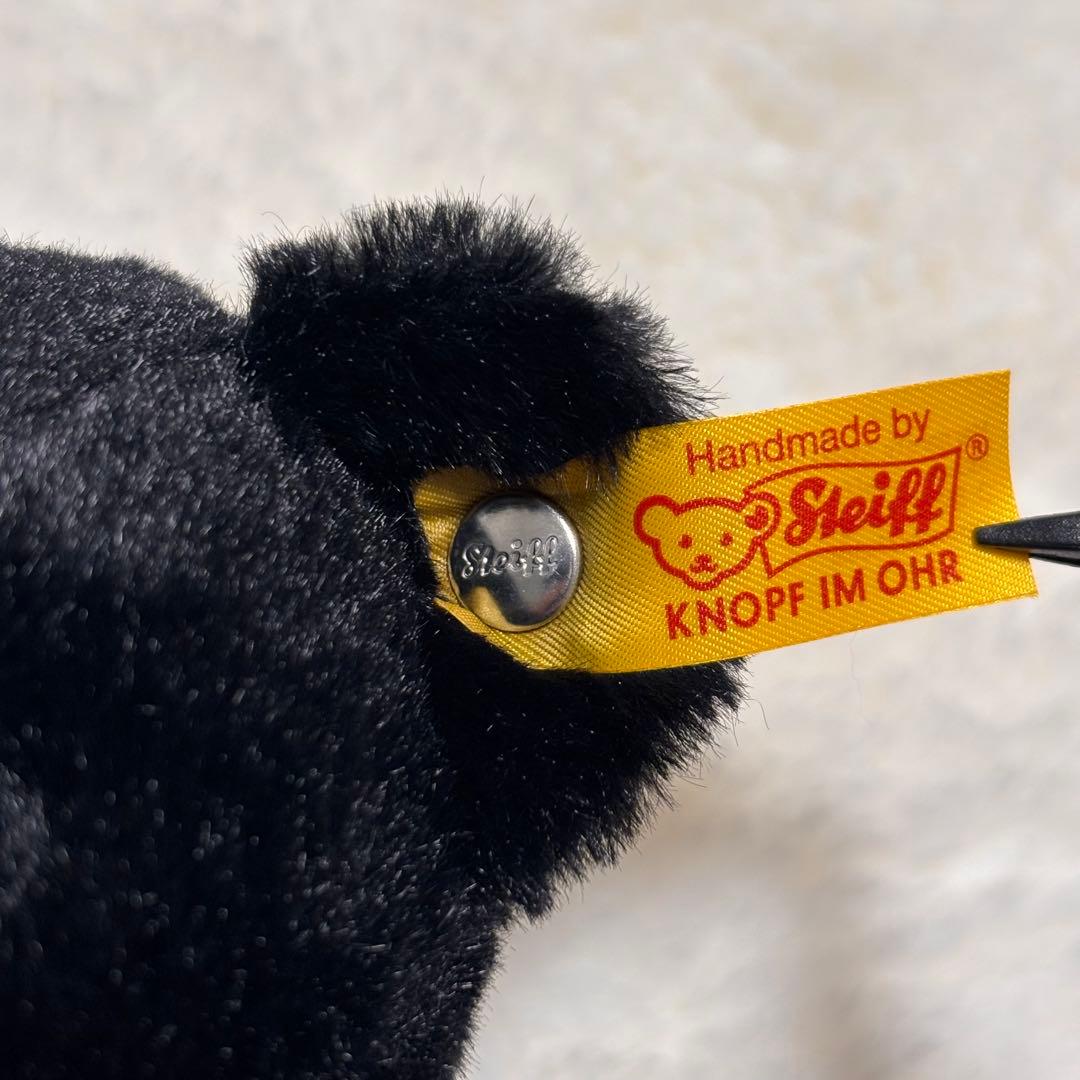 Steiff
Handmade by
Steiff®
KNOPF IM OHR